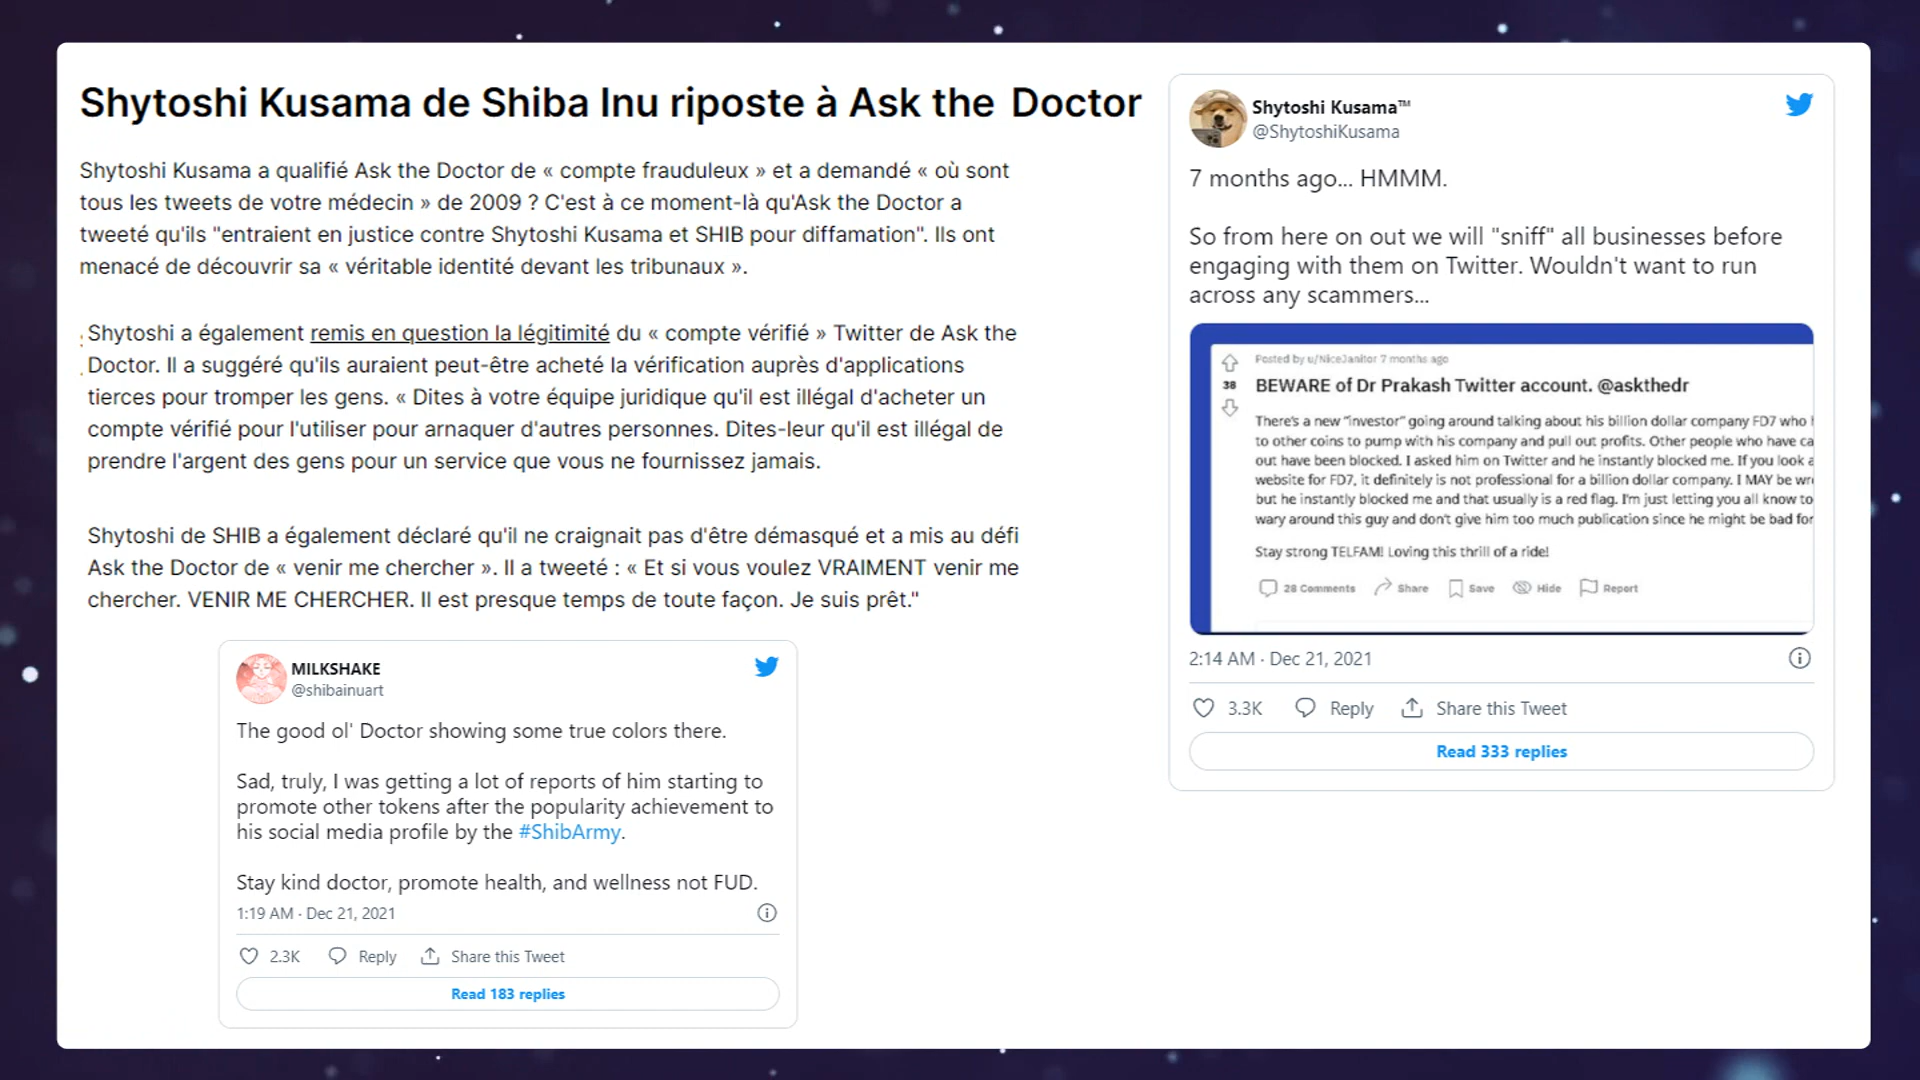 Shytoshi Kusama de Shiba Inu riposte à Ask the Doctor
Shytoshi Kusama a qualifié Ask the Doctor de « compte frauduleux » et a demandé « où sont
tous les tweets de votre médecin » de 2009 ? C'est à ce moment-là qu'Ask the Doctor a
tweeté qu'ils "entraient en justice contre Shytoshi Kusama et SHIB pour diffamation". Ils ont
menacé de découvrir sa « véritable identité devant les tribunaux ».
Shytoshi a également remis en question la légitimité du « compte vérifié » Twitter de Ask the
Doctor. Il a suggéré qu'ils auraient peut-être acheté la vérification auprès d'applications
tierces pour tromper les gens. « Dites à votre équipe juridique qu'il est illégal d'acheter un
compte vérifié pour l'utiliser pour arnaquer d'autres personnes. Dites-leur qu'il est illégal de
prendre l'argent des gens pour un service que vous ne fournissez jamais.
Shytoshi de SHIB a également déclaré qu'il ne craignait pas d'être démasqué et a mis au défi
Ask the Doctor de « venir me chercher ». Il a tweeté : « Et si vous voulez VRAIMENT venir me
chercher. VENIR ME CHERCHER. Il est presque temps de toute façon. Je suis prêt."
MILKSHAKE
@shibainuart
The good ol' Doctor showing some true colors there.
Sad, truly, I was getting a lot of reports of him starting to
promote other tokens after the popularity achievement to
his social media profile by the #ShibArmy.
Stay kind doctor, promote health, and wellness not FUD.
1:19 AM · Dec 21, 2021
2.3K Reply Share this Tweet
Read 183 replies
Shytoshi Kusama™
@ShytoshiKusama
7 months ago... HMMM.
So from here on out we will "sniff" all businesses before
engaging with them on Twitter. Wouldn't want to run
across any scammers...
Posted by u/NiceJanitor 7 months ago
38
BEWARE of Dr Prakash Twitter account. @askthedr
There's a new "investor" going around talking about his billion dollar company FD7 who
to other coins to pump with his company and pull out profits. Other people who have ca
out have been blocked. I asked him on Twitter and he instantly blocked me. If you look
website for FD7, it definitely is not professional for a billion dollar company. I MAY be wr
but he instantly blocked me and that usually is a red flag. I'm just letting you all know to
wary around this guy and don't give him too much publication since he might be bad for
Stay strong TELFAM! Loving this thrill of a ride!
28 Comments Share Save Hide Report
2:14 AM · Dec 21, 2021
3.3K Reply Share this Tweet
Read 333 replies